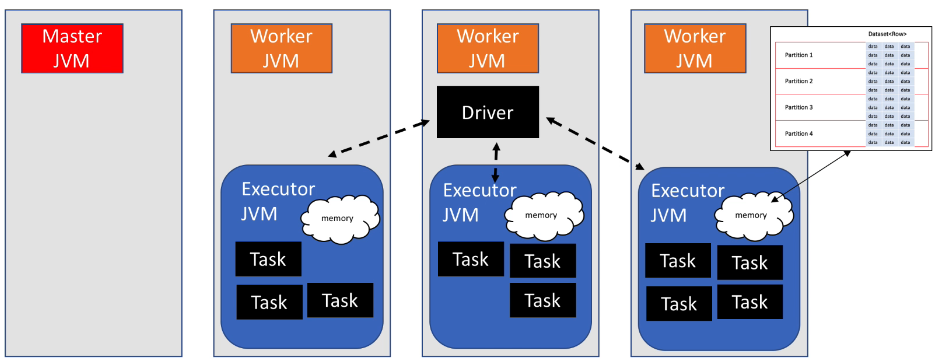 Master
JVM
Worker
JVM
Worker
JVM
Worker
JVM
Dataset<Row>
data data data
Partition 1 data data data
data data data
data data data
Partition 2 data data data
data data data
data data data
Partition 3 data data data
data data data
data data data
Partition 4 data data data
data data data
Driver
Executor
JVM
memory
Task
Task Task
Executor
JVM
memory
Task Task
Task
Executor
JVM
memory
Task Task
Task Task